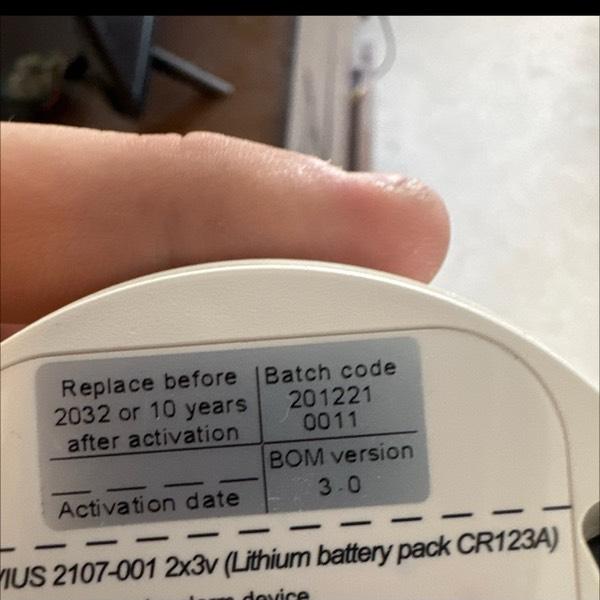 Replace before
2032 or 10 years
after activation
Activation date
Batch code
201221
0011
BOM version
3.0
2107-001 2x3v (Lithium battery pack CR123A)
device